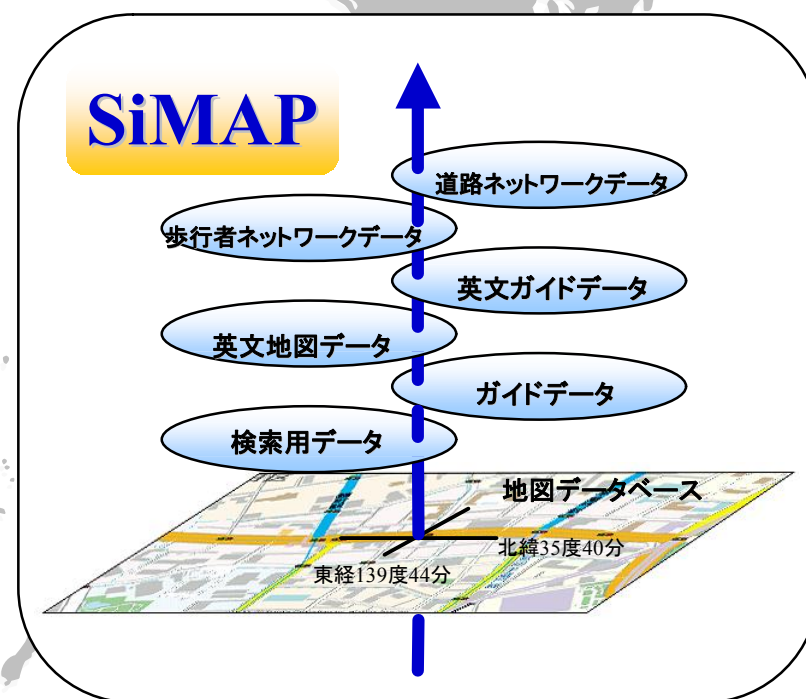 SiMAP
道路ネットワークデータ
歩行者ネットワークデータ
英文ガイドデータ
英文地図データ
ガイドデータ
検索用データ
地図データベース
北緯35度40分
東経139度44分